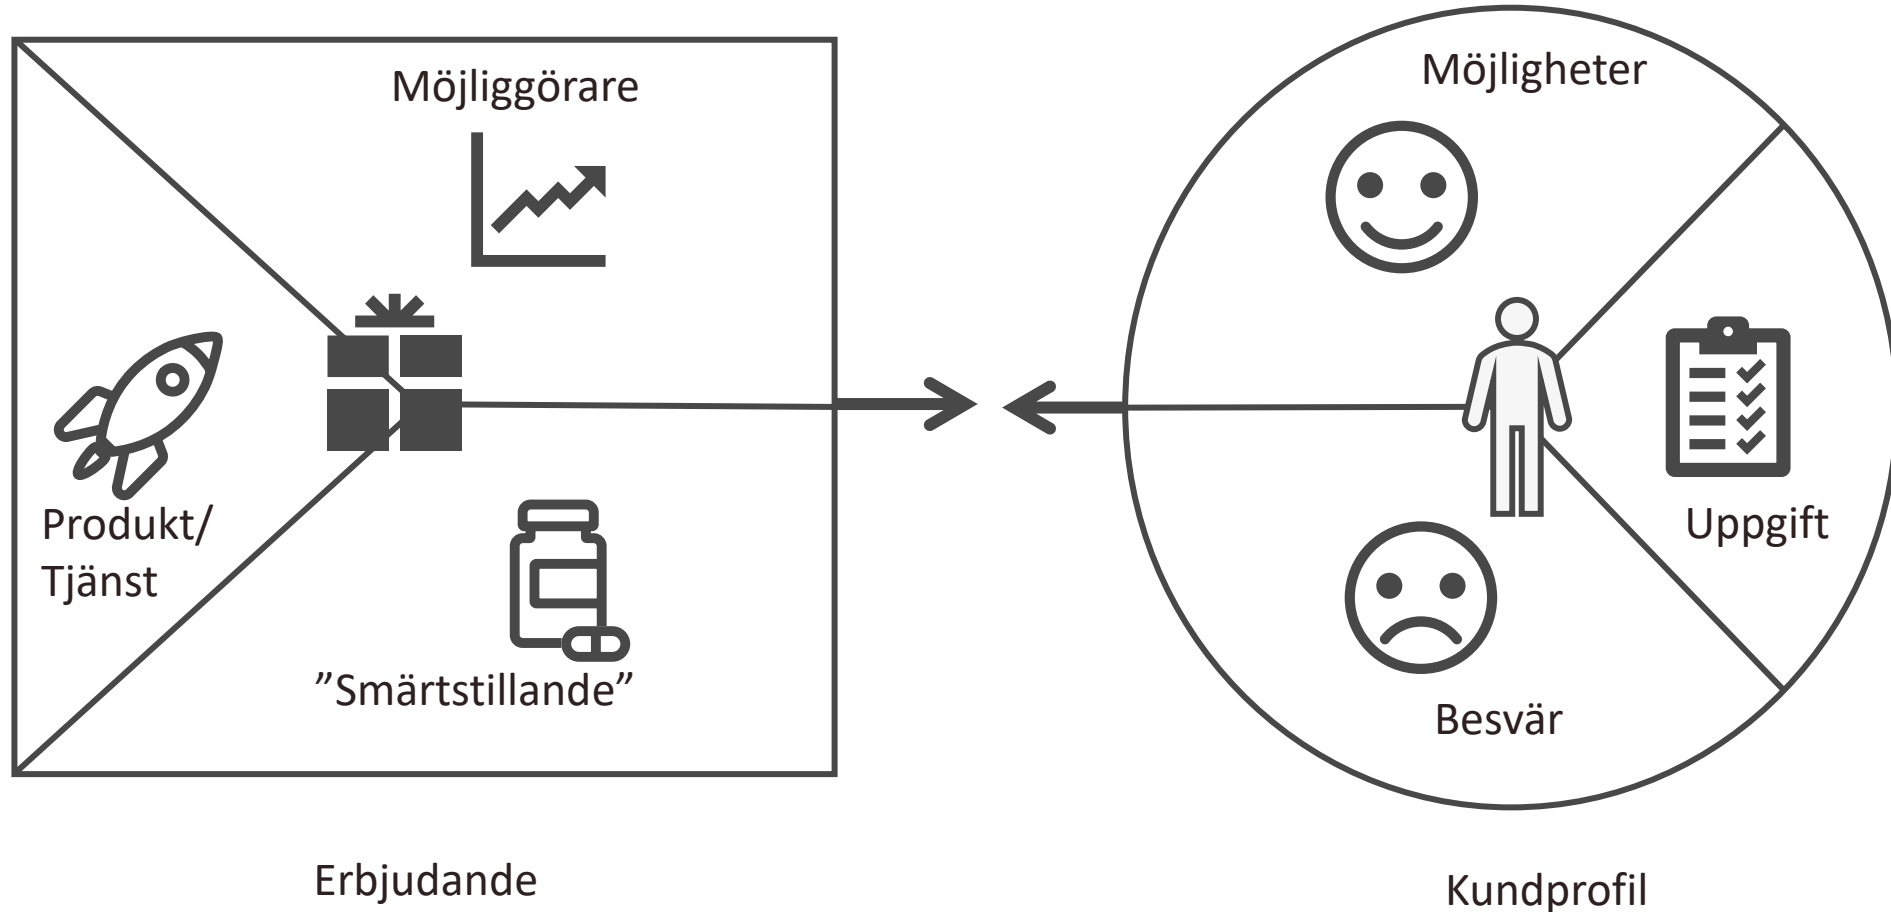 Möjliggörare
Produkt/
Tjänst
”Smärtstillande”
Erbjudande
Möjligheter
Uppgift
Besvär
Kundprofil